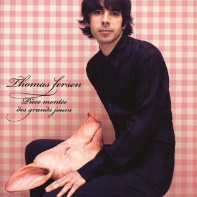 Thomas Fersen
Pièce montée
des grands jours